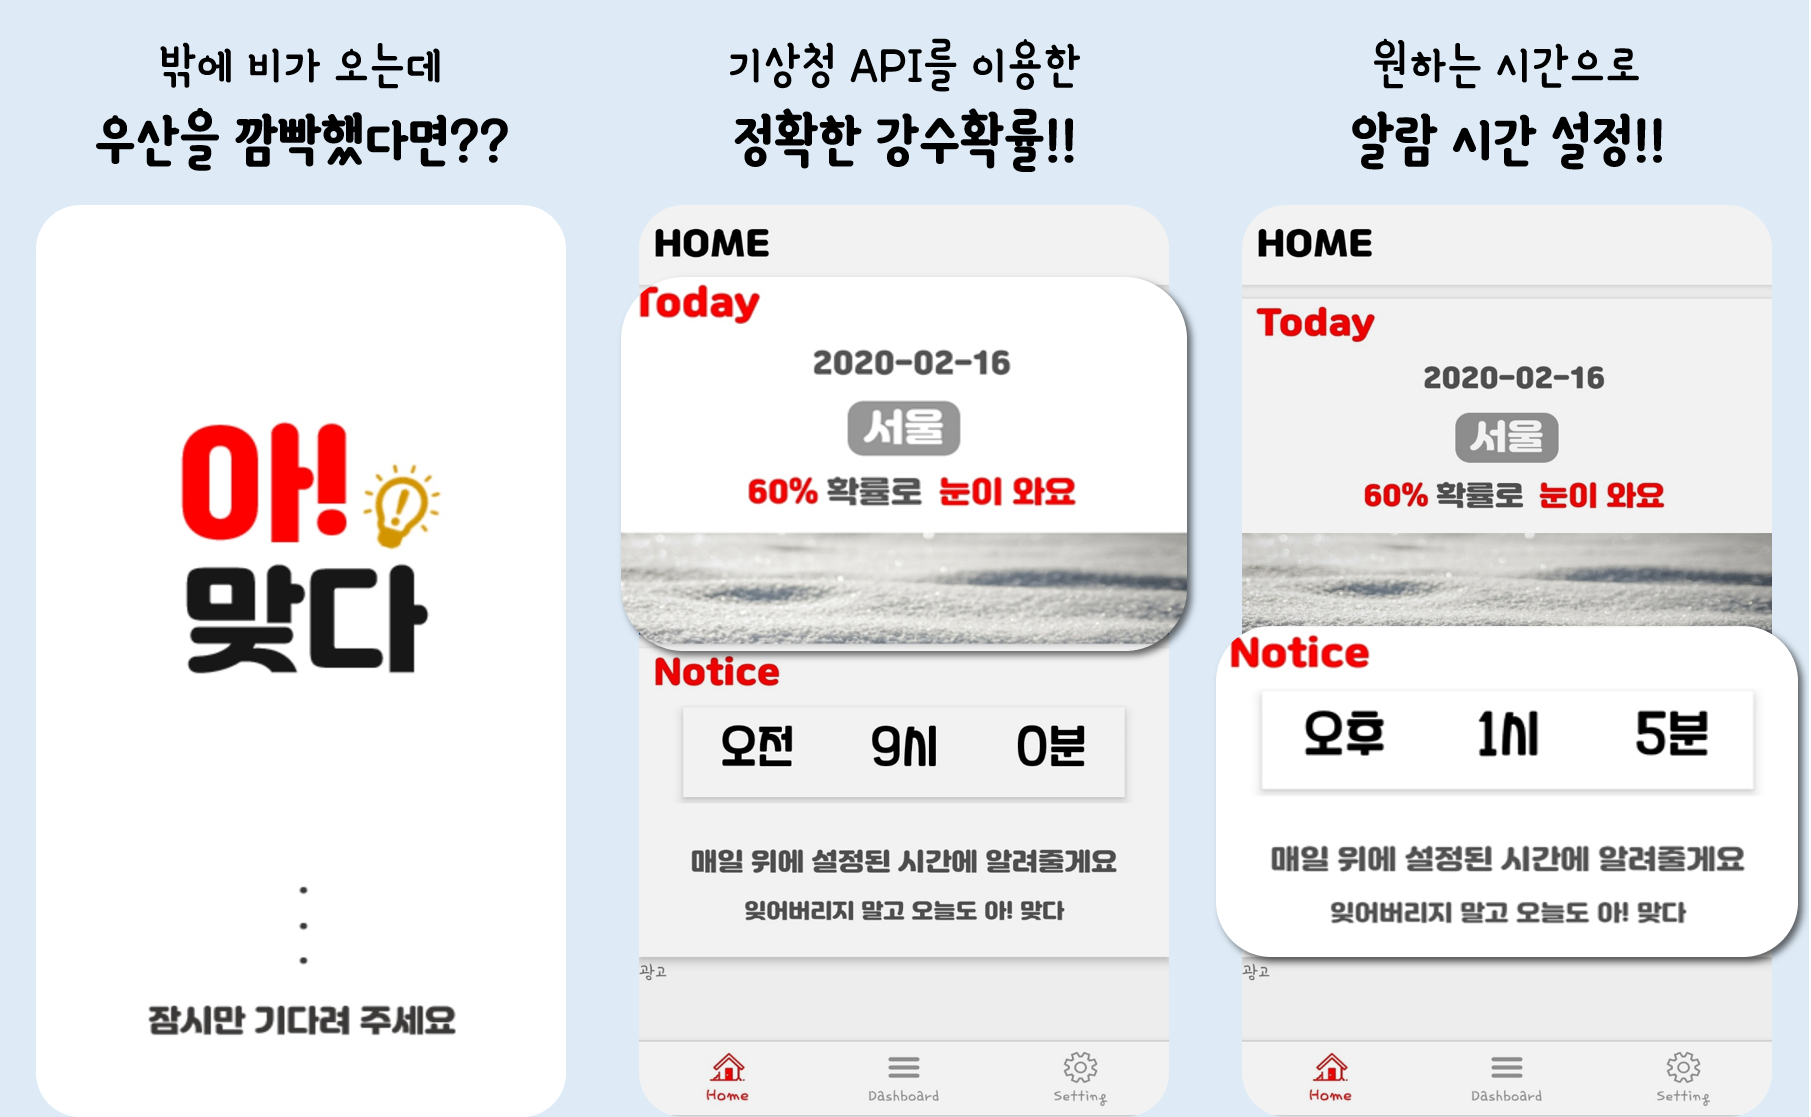 밖에 비가 오는데
우산을 깜빡했다면??
아!
맞다
잠시만 기다려 주세요
기상청 API를 이용한
정확한 강수확률!!
HOME
Today
2020-02-16
서울
60% 확률로 눈이 와요
Notice
오전 9시 0분
매일 위에 설정된 시간에 알려줄게요
잊어버리지 말고 오늘도 아! 맞다
광고
Home Dashboard Setting
원하는 시간으로
알람 시간 설정!!
HOME
Today
2020-02-16
서울
60% 확률로 눈이 와요
Notice
오후 1시 5분
매일 위에 설정된 시간에 알려줄게요
잊어버리지 말고 오늘도 아! 맞다
광고
Home Dashboard Setting